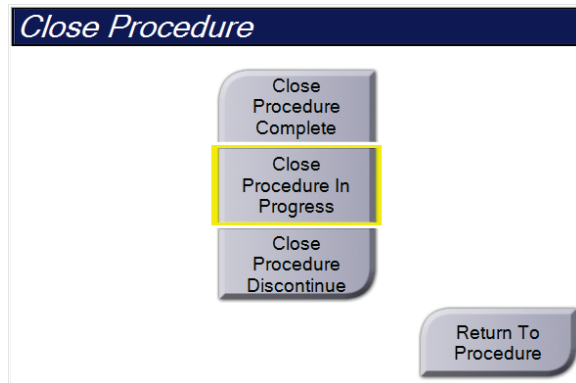 Close Procedure
Close
Procedure
Complete
Close
Procedure In
Progress
Close
Procedure
Discontinue
Return To
Procedure